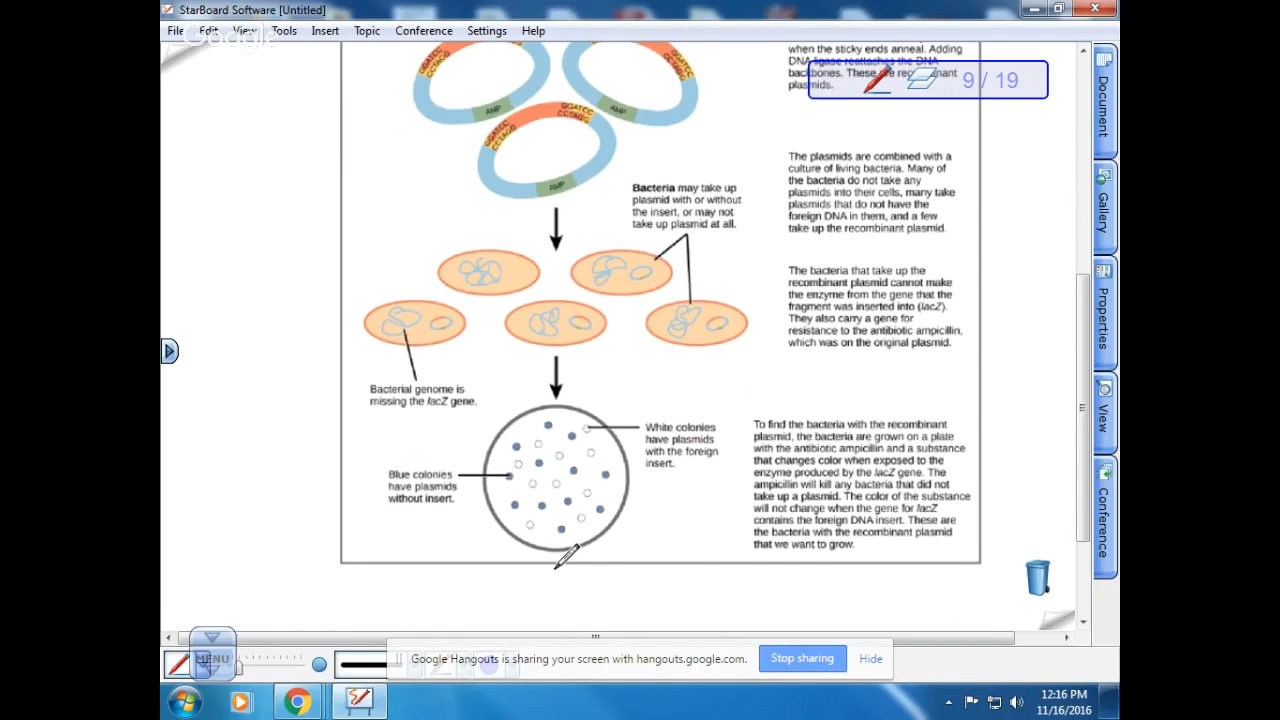 StarBoard Software [Untitled]
File Edit View Tools Insert Topic Conference Settings Help
Google
9 / 19
when the sticky ends anneal. Adding
DNA ligase reattaches the DNA
backbones. These are recombinant
plasmids.
GGATCC
CCTAGG
GGATCC
CCTAGG
AMP
AMP
GGATCC
CCTAGG
GGATCC
CCTAGG
AMP
The plasmids are combined with a
culture of living bacteria. Many of
the bacteria do not take any
plasmids into their cells, many take
plasmids that do not have the
foreign DNA in them, and a few
take up the recombinant plasmid.
Bacteria may take up
plasmid with or without
the insert, or may not
take up plasmid at all.
The bacteria that take up the
recombinant plasmid cannot make
the enzyme from the gene that the
fragment was inserted into (lacZ).
They also carry a gene for
resistance to the antibiotic ampicillin,
which was on the original plasmid.
Bacterial genome is
missing the lacZ gene.
White colonies
have plasmids
with the foreign
insert.
Blue colonies
have plasmids
without insert.
To find the bacteria with the recombinant
plasmid, the bacteria are grown on a plate
with the antibiotic ampicillin and a substance
that changes color when exposed to the
enzyme produced by the lacZ gene. The
ampicillin will kill any bacteria that did not
take up a plasmid. The color of the substance
will not change when the gene for lacZ
contains the foreign DNA insert. These are
the bacteria with the recombinant plasmid
that we want to grow.
Document
Gallery
Properties
View
Conference
MENU
Google Hangouts is sharing your screen with hangouts.google.com.
Stop sharing
Hide
12:16 PM
11/16/2016